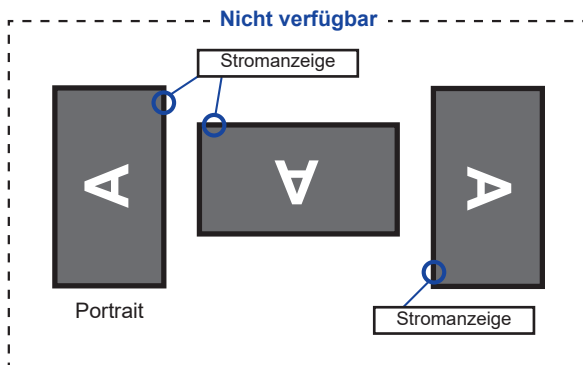 Nicht verfügbar
Stromanzeige
A
A
A
Portrait
Stromanzeige